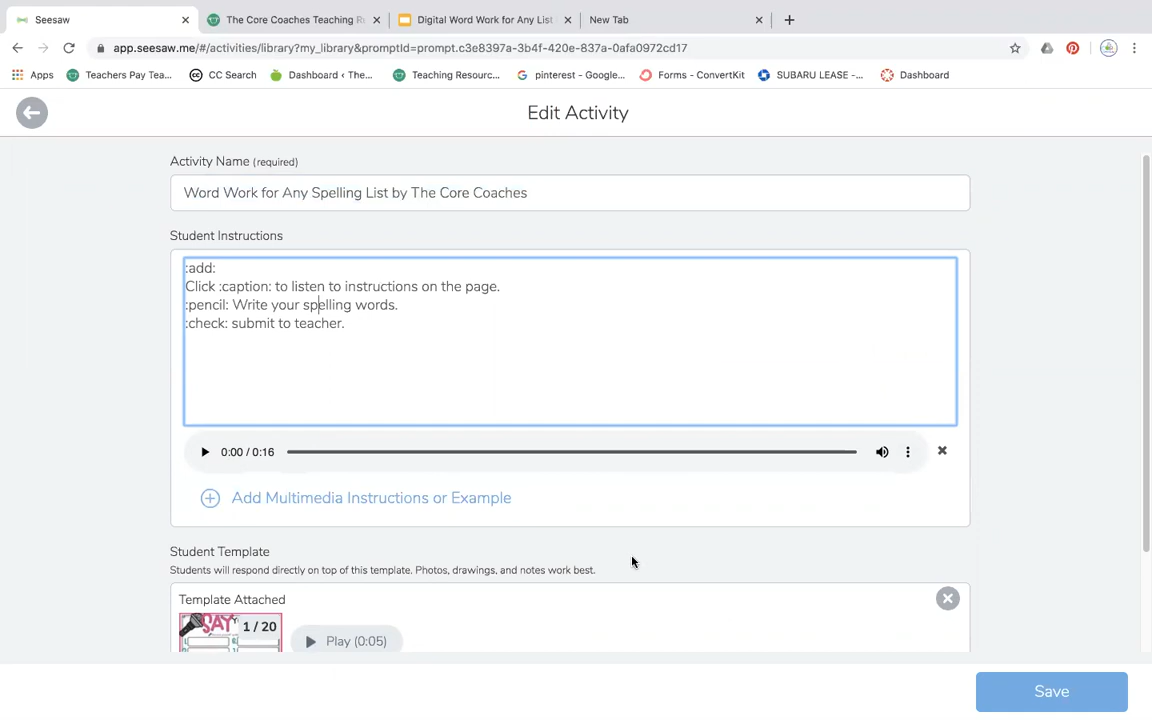 Seesaw
The Core Coaches Teaching Ru
Digital Word Work for Any List
New Tab
app.seesaw.me/#/activities/library?my_library&promptId=prompt.c3e8397a-3b4f-420e-837a-0afa0972cd17
Apps
Teachers Pay Tea...
CC Search
Dashboard ‹ The...
Teaching Resourc...
pinterest - Google...
Forms - ConvertKit
SUBARU LEASE -...
Dashboard
Edit Activity
Activity Name (required)
Word Work for Any Spelling List by The Core Coaches
Student Instructions
:add:
Click :caption: to listen to instructions on the page.
:pencil: Write your spelling words.
:check: submit to teacher.
0:00 / 0:16
Add Multimedia Instructions or Example
Student Template
Students will respond directly on top of this template. Photos, drawings, and notes work best.
Template Attached
SAY
1 / 20
Play (0:05)
Save